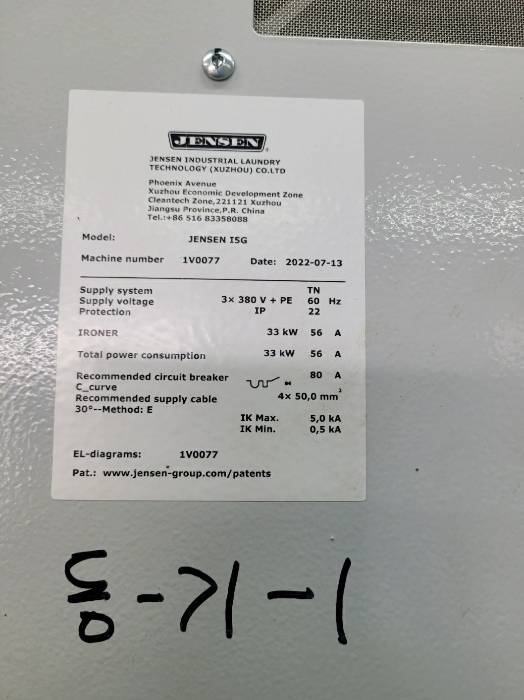 JENSEN
JENSEN INDUSTRIAL LAUNDRY
TECHNOLOGY (XUZHOU) CO.LTD
Phoenix Avenue
Xuzhou Economic Development Zone
Cleantech Zone,221121 Xuzhou
Jiangsu Province,P.R. China
Tel.:+86 516 83358088
Model: JENSEN I5G
Machine number 1V0077 Date: 2022-07-13
Supply system TN
Supply voltage 3x 380 V + PE 60 Hz
Protection IP 22
IRONER 33 kW 56 A
Total power consumption 33 kW 56 A
Recommended circuit breaker 80 A
C_curve
Recommended supply cable 4x 50,0 mm²
30°--Method: E
IK Max. 5,0 kA
IK Min. 0,5 kA
EL-diagrams: 1V0077
Pat.: www.jensen-group.com/patents